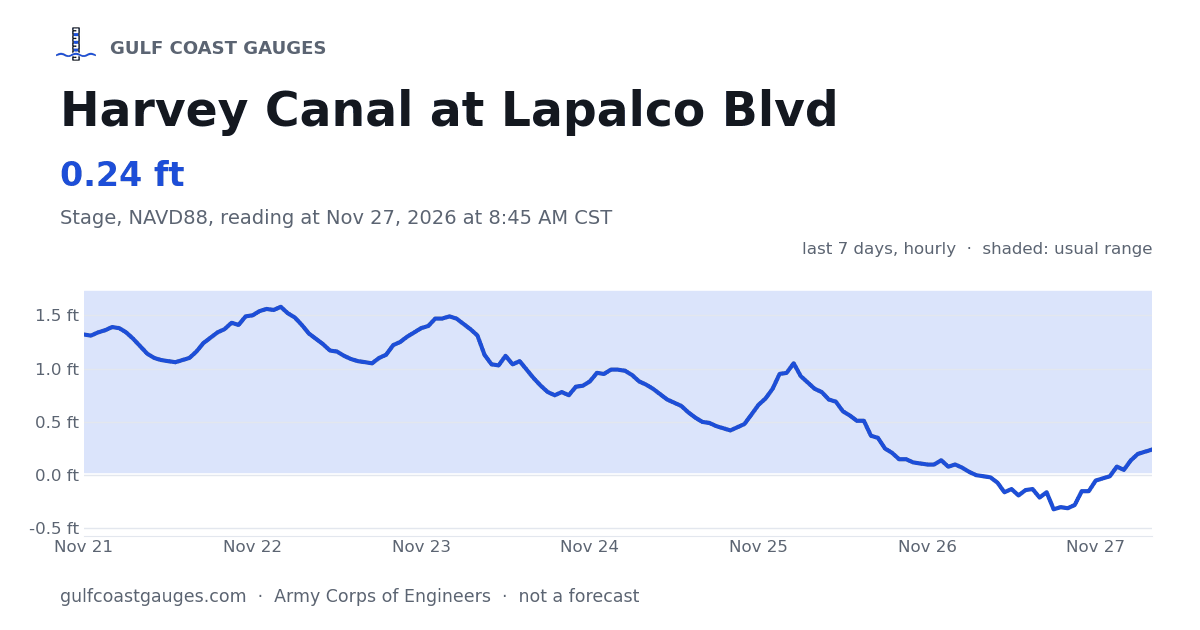 GULF COAST GAUGES
Harvey Canal at Lapalco Blvd
0.24 ft
Stage, NAVD88, reading at Nov 27, 2026 at 8:45 AM CST
last 7 days, hourly · shaded: usual range
1.5 ft
1.0 ft
0.5 ft
0.0 ft
-0.5 ft
Nov 21 Nov 22 Nov 23 Nov 24 Nov 25 Nov 26 Nov 27
gulfcoastgauges.com · Army Corps of Engineers · not a forecast